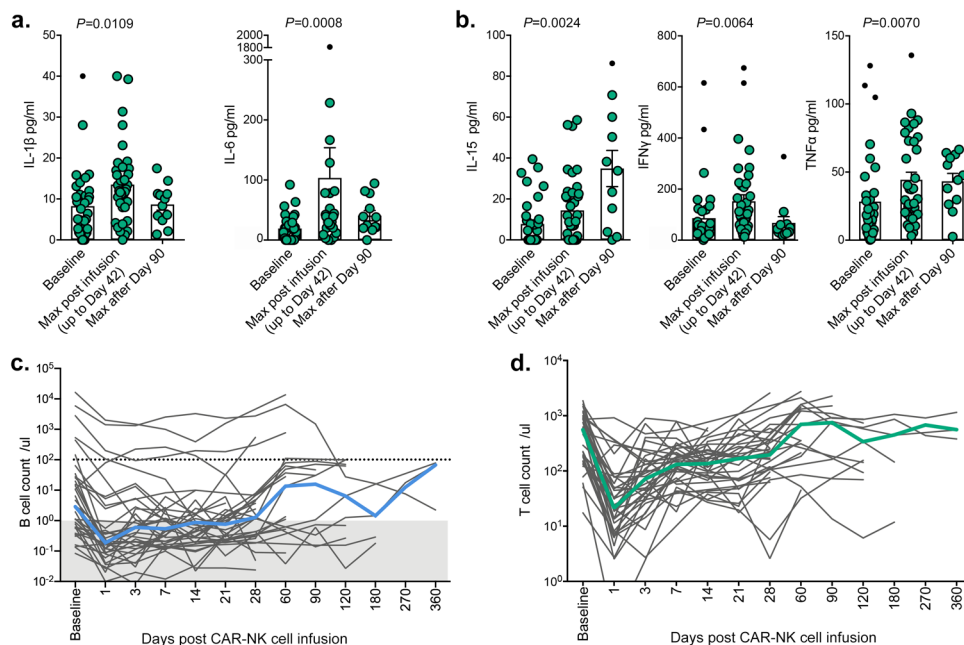 a.
P=0.0109
IL-1β pg/ml
50
40
30
20
10
0
Baseline
Max post infusion
(up to Day 42)
Max after Day 90
P=0.0008
IL-6 pg/ml
2000
1800
300
200
100
0
Baseline
Max post infusion
(up to Day 42)
Max after Day 90
b.
P=0.0024
IL-15 pg/ml
100
80
60
40
20
0
Baseline
Max post infusion
(up to Day 42)
Max after Day 90
P=0.0064
IFNγ pg/ml
800
600
400
200
0
Baseline
Max post infusion
(up to Day 42)
Max after Day 90
P=0.0070
TNFα pg/ml
150
100
50
0
Baseline
Max post infusion
(up to Day 42)
Max after Day 90
c.
B cell count /ul
10⁵
10⁴
10³
10²
10¹
10⁰
10⁻¹
10⁻²
Baseline
1
3
7
14
21
28
60
90
120
180
270
360
Days post CAR-NK cell infusion
d.
T cell count /ul
10⁴
10³
10²
10¹
10⁰
Baseline
1
3
7
14
21
28
60
90
120
180
270
360
Days post CAR-NK cell infusion